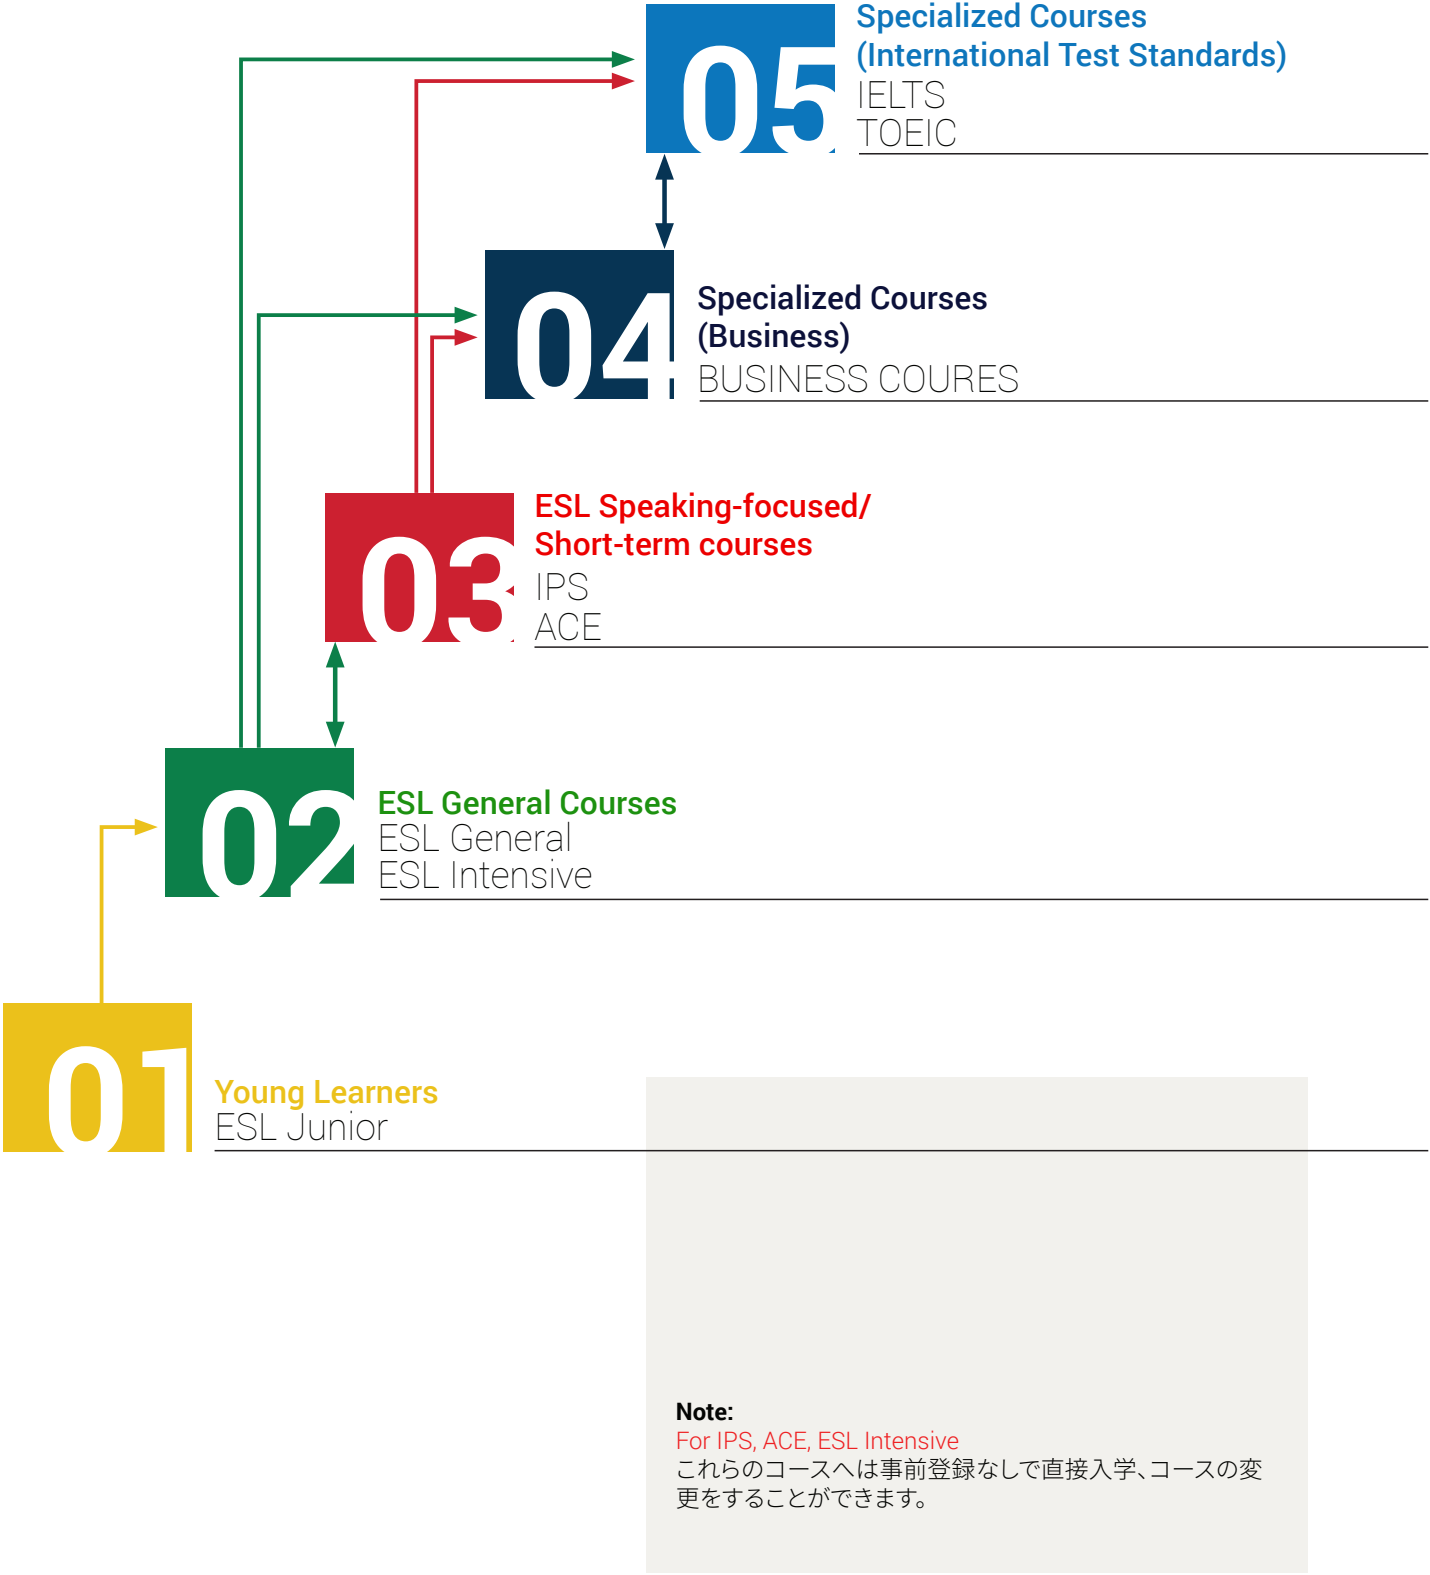 05
Specialized Courses
(International Test Standards)
IELTS
TOEIC
04
Specialized Courses
(Business)
BUSINESS COURES
03
ESL Speaking-focused/
Short-term courses
IPS
ACE
02
ESL General Courses
ESL General
ESL Intensive
01
Young Learners
ESL Junior
Note:
For IPS, ACE, ESL Intensive
これらのコースへは事前登録なしで直接入学、コースの変
更をすることができます。